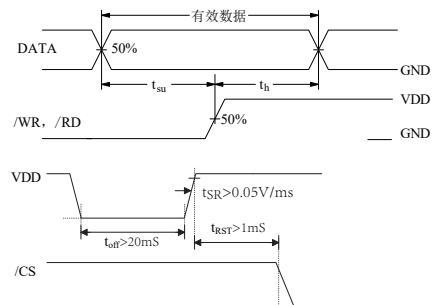 有效数据
DATA
50%
GND
tsu
th
VDD
/WR，/RD
50%
GND
VDD
tSR>0.05V/ms
toff>20mS
tRST>1mS
/CS